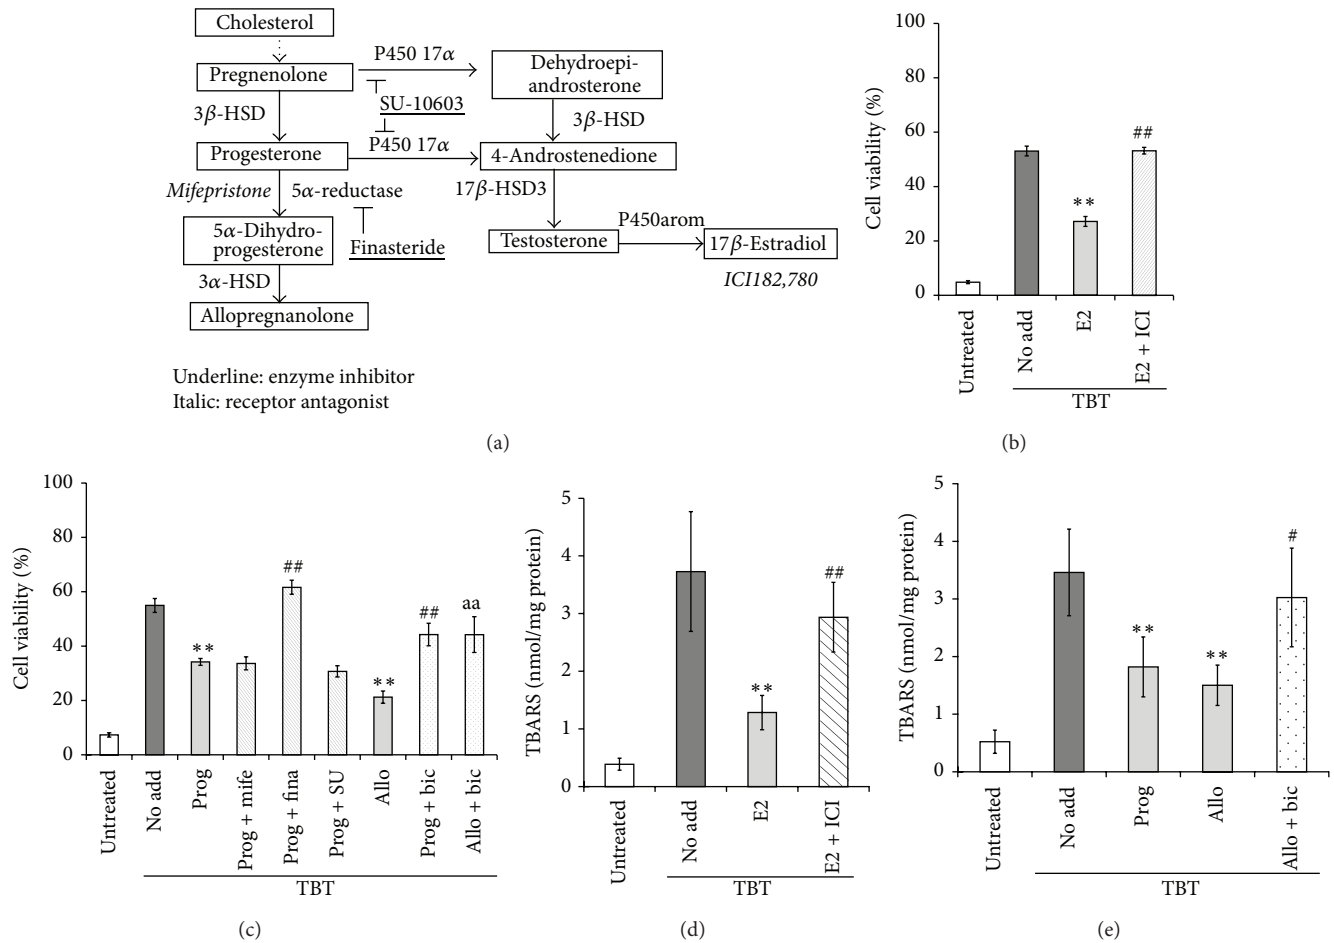 Cholesterol
Pregnenolone
P450 17α
Dehydroepi-
androsterone
3β-HSD
SU-10603
3β-HSD
Progesterone
P450 17α
4-Androstenedione
Mifepristone
5α-reductase
17β-HSD3
5α-Dihydro-
progesterone
Finasteride
Testosterone
P450arom
17β-Estradiol
ICI182,780
3α-HSD
Allopregnanolone
Underline: enzyme inhibitor
Italic: receptor antagonist
(a)
Cell viability (%)
100
80
60
40
20
0
**
##
Untreated
No add
E2
E2 + ICI
TBT
(b)
Cell viability (%)
100
80
60
40
20
0
**
##
**
##
aa
Untreated
No add
Prog
Prog + mife
Prog + fina
Prog + SU
Allo
Prog + bic
Allo + bic
TBT
(c)
TBARS (nmol/mg protein)
5
4
3
2
1
0
**
##
Untreated
No add
E2
E2 + ICI
TBT
(d)
TBARS (nmol/mg protein)
5
4
3
2
1
0
**
**
#
Untreated
No add
Prog
Allo
Allo + bic
TBT
(e)